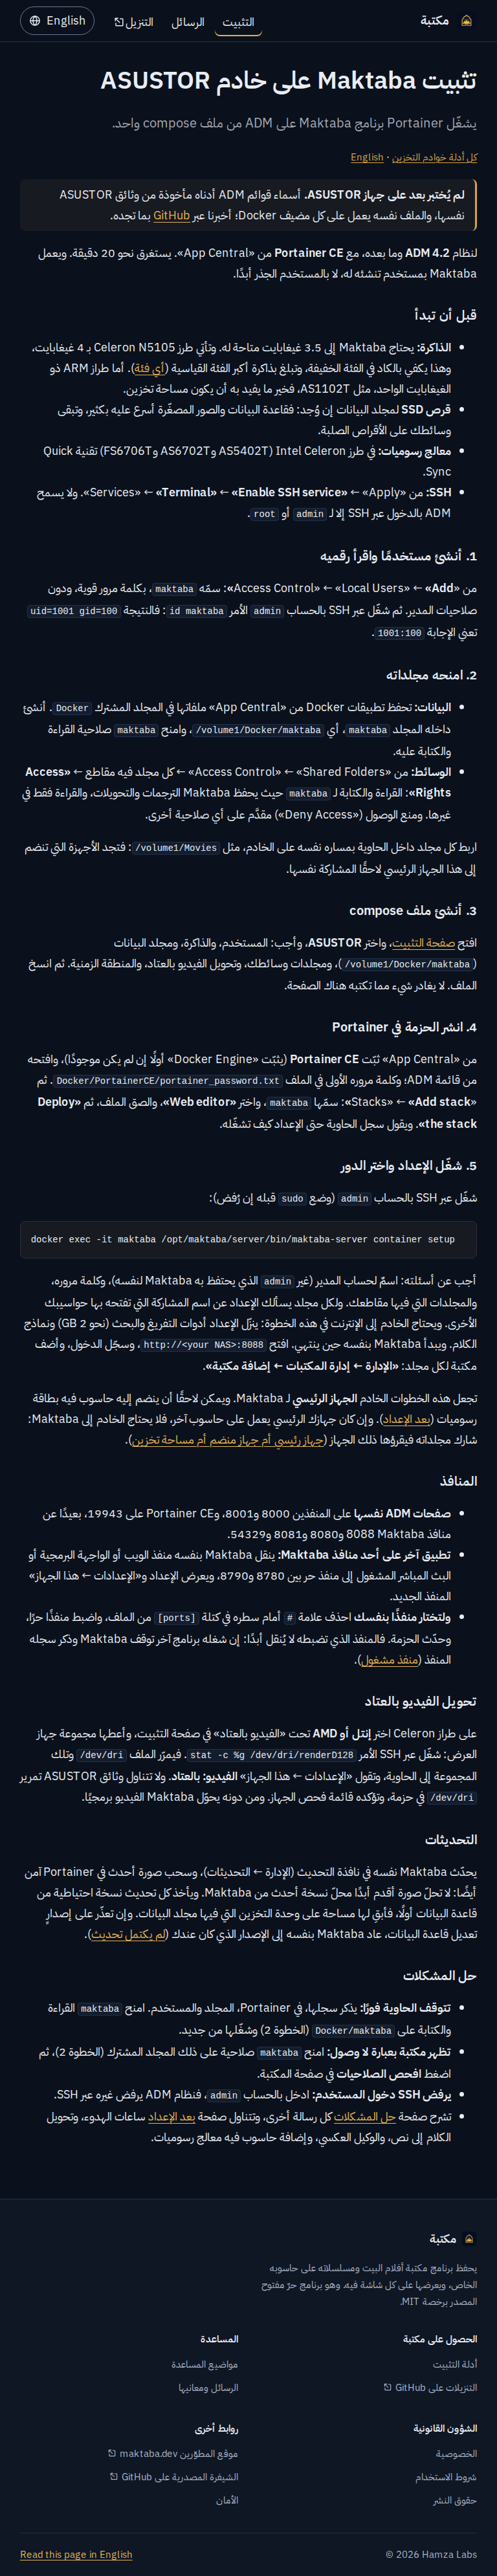 مكتبة
التثبيت
الرسائل
التنزيل
English
تثبيت Maktaba على خادم ASUSTOR
يشغّل Portainer برنامج Maktaba على ADM من ملف compose واحد.
كل أدلة خوادم التخزين · English
لم يُختبر بعد على جهاز ASUSTOR. أسماء قوائم ADM أدناه مأخوذة من وثائق ASUSTOR
نفسها، والملف نفسه يعمل على كل مضيف Docker؛ أخبرنا عبر GitHub بما تجده.
لنظام ADM 4.2 وما بعده، مع Portainer CE من «App Central». يستغرق نحو 20 دقيقة. ويعمل
Maktaba بمستخدم تنشئه له، لا بالمستخدم الجذر أبدًا.
قبل أن تبدأ
الذاكرة: يحتاج Maktaba إلى 3.5 غيغابايت متاحة له. وتأتي طرز Celeron N5105 بـ 4 غيغابايت،
وهذا يكفي بالكاد في الفئة الخفيفة، وتبلغ بذاكرة أكبر الفئة القياسية (أي فئة). أما طراز ARM ذو
الغيغابايت الواحد، مثل AS1102T، فخير ما يفيد به أن يكون مساحة تخزين.
قرص SSD لمجلد البيانات إن وُجد: فقاعدة البيانات والصور المصغّرة أسرع عليه بكثير، وتبقى
وسائطك على الأقراص الصلبة.
معالج رسوميات: في طرز Intel Celeron (AS5402T وAS6702T وFS6706T) تقنية Quick
Sync.
SSH: من «Services» ← «Terminal» ← «Enable SSH service» ← «Apply». ولا يسمح
ADM بالدخول عبر SSH إلا لـ admin أو root.
1. أنشئ مستخدمًا واقرأ رقميه
من «Access Control» ← «Local Users» ← «Add»: سمّه maktaba، بكلمة مرور قوية، ودون
صلاحيات المدير. ثم شغّل عبر SSH بالحساب admin الأمر id maktaba: فالنتيجة uid=1001 gid=100
تعني الإجابة 1001:100.
2. امنحه مجلداته
البيانات: تحفظ تطبيقات Docker من «App Central» ملفاتها في المجلد المشترك Docker. أنشئ
داخله المجلد maktaba، أي /volume1/Docker/maktaba، وامنح maktaba صلاحية القراءة
والكتابة عليه.
الوسائط: من «Access Control» ← «Shared Folders» ← كل مجلد فيه مقاطع ← «Access
Rights»: القراءة والكتابة لـ maktaba حيث يحفظ Maktaba الترجمات والتحويلات، والقراءة فقط في
غيرها. ومنع الوصول («Deny Access») مقدَّم على أي صلاحية أخرى.
اربط كل مجلد داخل الحاوية بمساره نفسه على الخادم، مثل /volume1/Movies: فتجد الأجهزة التي تنضم
إلى هذا الجهاز الرئيسي لاحقًا المشاركة نفسها.
3. أنشئ ملف compose
افتح صفحة التثبيت، واختر ASUSTOR، وأجب: المستخدم، والذاكرة، ومجلد البيانات
(/volume1/Docker/maktaba)، ومجلدات وسائطك، وتحويل الفيديو بالعتاد، والمنطقة الزمنية. ثم انسخ
الملف. لا يغادر شيء مما تكتبه هناك الصفحة.
4. انشر الحزمة في Portainer
من «App Central» ثبّت Portainer CE (يثبّت «Docker Engine» أولًا إن لم يكن موجودًا)، وافتحه
من قائمة ADM؛ وكلمة مروره الأولى في الملف Docker/PortainerCE/portainer_password.txt. ثم
«Stacks» ← «Add stack»: سمّها maktaba، واختر «Web editor»، والصق الملف، ثم «Deploy
the stack». ويقول سجل الحاوية حتى الإعداد كيف تشغّله.
5. شغّل الإعداد واختر الدور
شغّل عبر SSH بالحساب admin (وضع sudo قبله إن رُفض):
docker exec -it maktaba /opt/maktaba/server/bin/maktaba-server container setup
أجب عن أسئلته: اسمٌ لحساب المدير (غير admin الذي يحتفظ به Maktaba لنفسه)، وكلمة مروره،
والمجلدات التي فيها مقاطعك. ولكل مجلد يسألك الإعداد عن اسم المشاركة التي تفتحه بها حواسيبك
الأخرى. ويحتاج الخادم إلى الإنترنت في هذه الخطوة: ينزّل الإعداد أدوات التفريغ والبحث (نحو 2 GB) ونماذج
الكلام. ويبدأ Maktaba بنفسه حين ينتهي. افتح http://<your NAS>:8088، وسجّل الدخول، وأضف
مكتبة لكل مجلد: «الإدارة ← إدارة المكتبات ← إضافة مكتبة».
تجعل هذه الخطوات الخادم الجهاز الرئيسي لـ Maktaba. ويمكن لاحقًا أن ينضم إليه حاسوب فيه بطاقة
رسوميات (بعد الإعداد). وإن كان جهازك الرئيسي يعمل على حاسوب آخر، فلا يحتاج الخادم إلى Maktaba:
شارك مجلداته فيقرؤها ذلك الجهاز (جهاز رئيسي أم جهاز منضم أم مساحة تخزين).
المنافذ
صفحات ADM نفسها على المنفذين 8000 و8001، وPortainer CE على 19943، بعيدًا عن
منافذ Maktaba 8088 و8080 و8081 و54329.
تطبيق آخر على أحد منافذ Maktaba: ينقل Maktaba بنفسه منفذ الويب أو الواجهة البرمجية أو
البث المباشر المشغول إلى منفذ حر بين 8780 و8790، ويعرض الإعداد و«الإعدادات ← هذا الجهاز»
المنفذ الجديد.
ولتختار منفذًا بنفسك احذف علامة # أمام سطره في كتلة [ports] من الملف، واضبط منفذًا حرًا،
وحدّث الحزمة. فالمنفذ الذي تضبطه لا يُنقل أبدًا: إن شغله برنامج آخر توقف Maktaba وذكر سجله
المنفذ (منفذ مشغول).
تحويل الفيديو بالعتاد
على طراز Celeron اختر إنتل أو AMD تحت «الفيديو بالعتاد» في صفحة التثبيت، وأعطها مجموعة جهاز
العرض: شغّل عبر SSH الأمر stat -c %g /dev/dri/renderD128. فيمرّر الملف /dev/dri وتلك
المجموعة إلى الحاوية، وتقول «الإعدادات ← هذا الجهاز» الفيديو: بالعتاد. ولا تتناول وثائق ASUSTOR تمرير
/dev/dri في حزمة، وتؤكده قائمة فحص الجهاز. ومن دونه يحوّل Maktaba الفيديو برمجيًا.
التحديثات
يحدّث Maktaba نفسه في نافذة التحديث (الإدارة ← التحديثات)، وسحب صورة أحدث في Portainer آمن
أيضًا: لا تحلّ صورة أقدم أبدًا محلّ نسخة أحدث من Maktaba. ويأخذ كل تحديث نسخة احتياطية من
قاعدة البيانات أولًا، فأبقِ لها مساحة على وحدة التخزين التي فيها مجلد البيانات. وإن تعذّر على إصدارٍ
تعديل قاعدة البيانات، عاد Maktaba بنفسه إلى الإصدار الذي كان عندك (لم يكتمل تحديث).
حل المشكلات
تتوقف الحاوية فورًا: يذكر سجلها، في Portainer، المجلد والمستخدم. امنح maktaba القراءة
والكتابة على Docker/maktaba (الخطوة 2) وشغّلها من جديد.
تظهر مكتبة بعبارة لا وصول: امنح maktaba صلاحية على ذلك المجلد المشترك (الخطوة 2)، ثم
اضغط افحص الصلاحيات في صفحة المكتبة.
يرفض SSH دخول المستخدم: ادخل بالحساب admin، فنظام ADM يرفض غيره عبر SSH.
تشرح صفحة حل المشكلات كل رسالة أخرى، وتتناول صفحة بعد الإعداد ساعات الهدوء، وتحويل
الكلام إلى نص، والوكيل العكسي، وإضافة حاسوب فيه معالج رسوميات.
مكتبة
يحفظ برنامج مكتبة أفلام البيت ومسلسلاته على حاسوبه
الخاص، ويعرضها على كل شاشة فيه. وهو برنامج حرّ مفتوح
المصدر برخصة MIT.
الحصول على مكتبة
أدلة التثبيت
التنزيلات على GitHub
المساعدة
مواضيع المساعدة
الرسائل ومعانيها
الشؤون القانونية
الخصوصية
شروط الاستخدام
حقوق النشر
روابط أخرى
موقع المطوّرين maktaba.dev
الشيفرة المصدرية على GitHub
الأمان
© 2026 Hamza Labs
Read this page in English